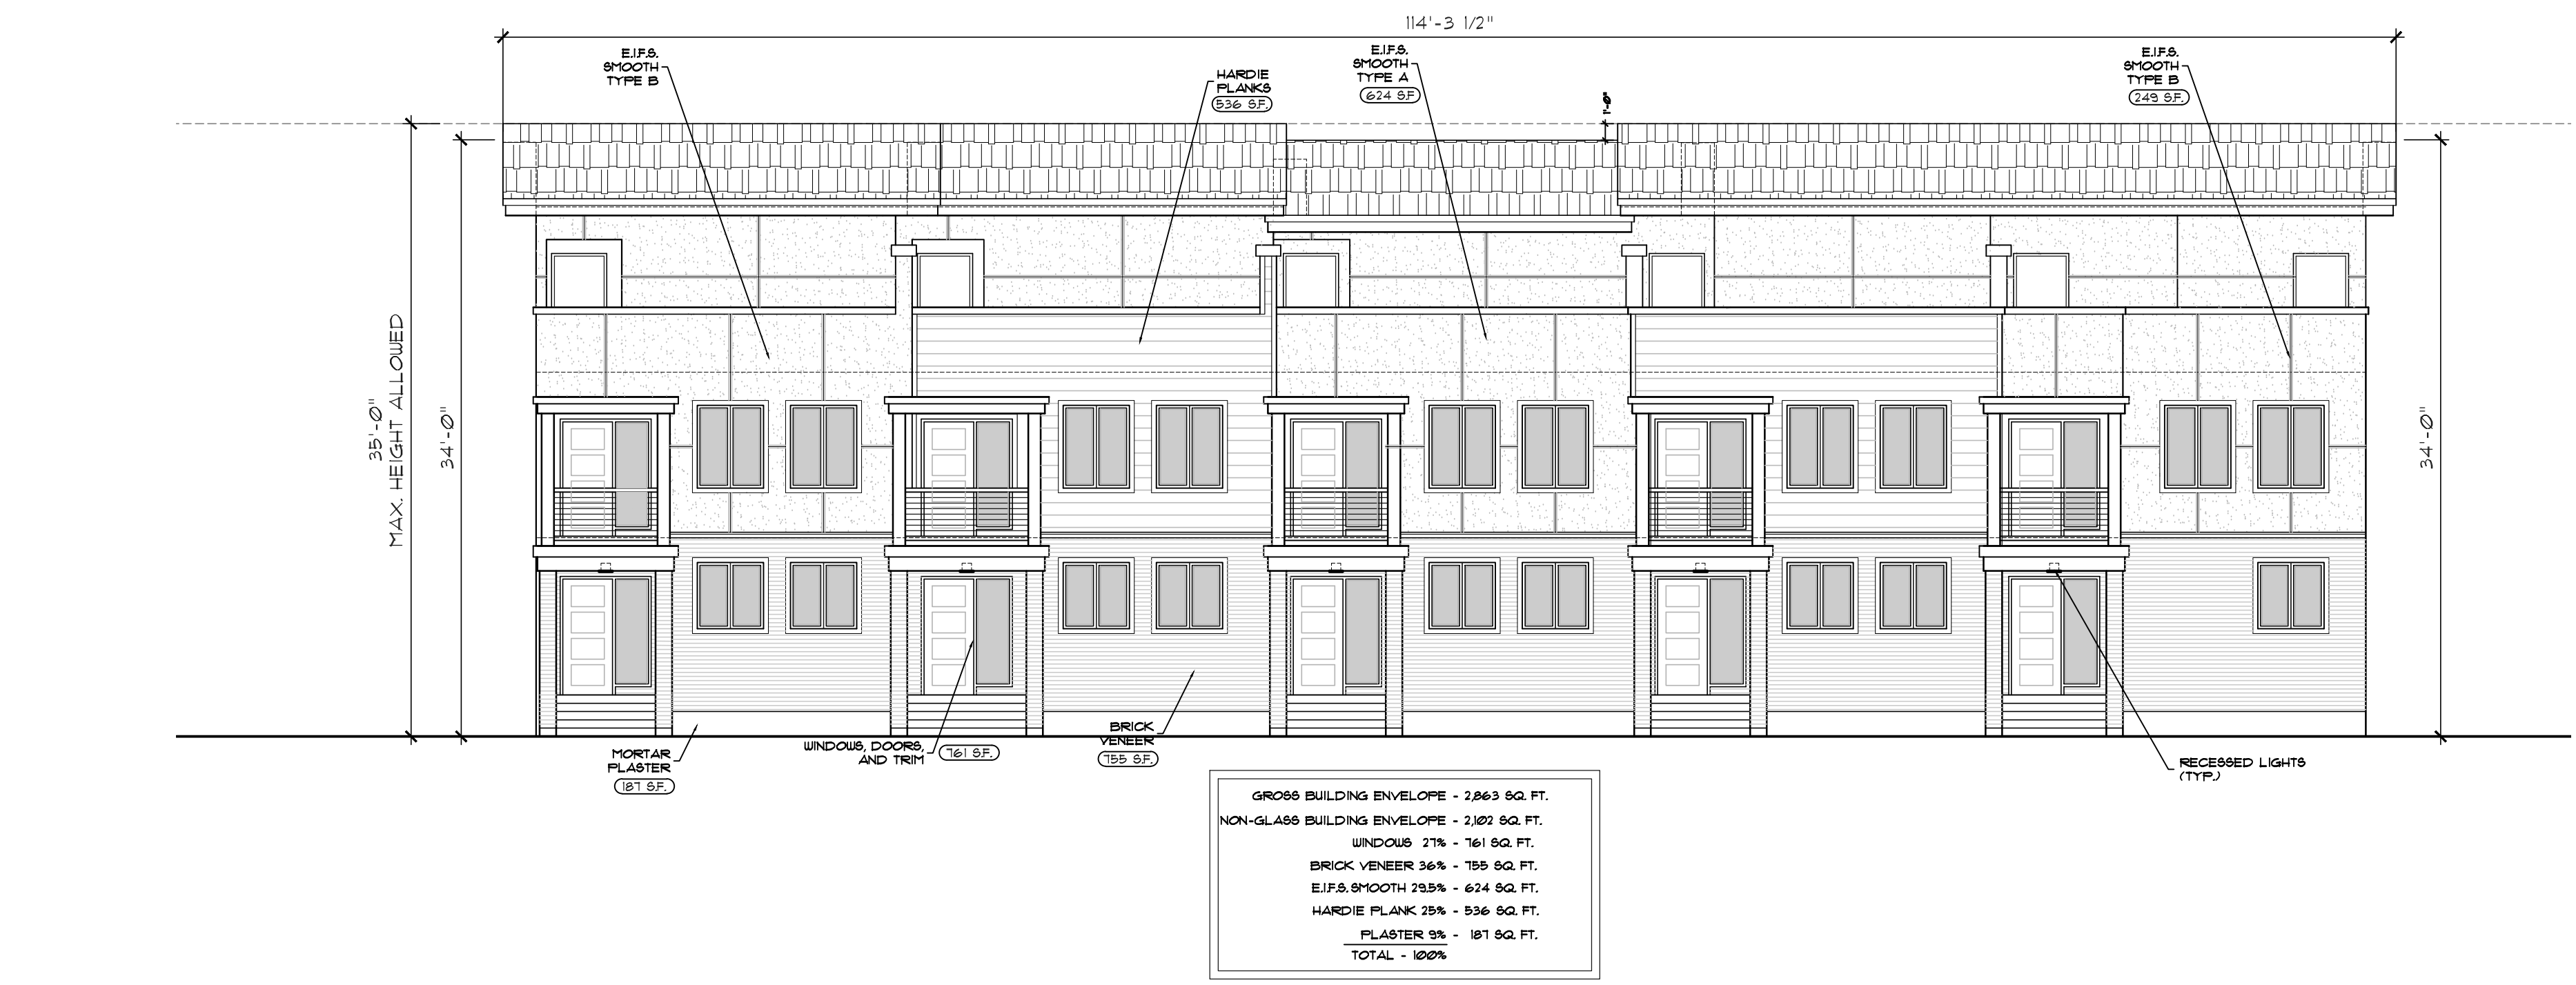 114'-3 1/2"
E.I.F.S.
SMOOTH
TYPE B
HARDIE
PLANKS
536 S.F.
E.I.F.S.
SMOOTH
TYPE A
624 S.F
1'-0"
E.I.F.S.
SMOOTH
TYPE B
249 S.F.
35'-0"
MAX. HEIGHT ALLOWED
34'-0"
34'-0"
MORTAR
PLASTER
187 S.F.
WINDOWS, DOORS,
AND TRIM
761 S.F.
BRICK
VENEER
755 S.F.
RECESSED LIGHTS
(TYP.)
GROSS BUILDING ENVELOPE - 2,863 SQ. FT.
NON-GLASS BUILDING ENVELOPE - 2,102 SQ. FT.
WINDOWS 27% - 761 SQ. FT.
BRICK VENEER 36% - 755 SQ. FT.
E.I.F.S. SMOOTH 29.5% - 624 SQ. FT.
HARDIE PLANK 25% - 536 SQ. FT.
PLASTER 9% - 187 SQ. FT.
TOTAL - 100%